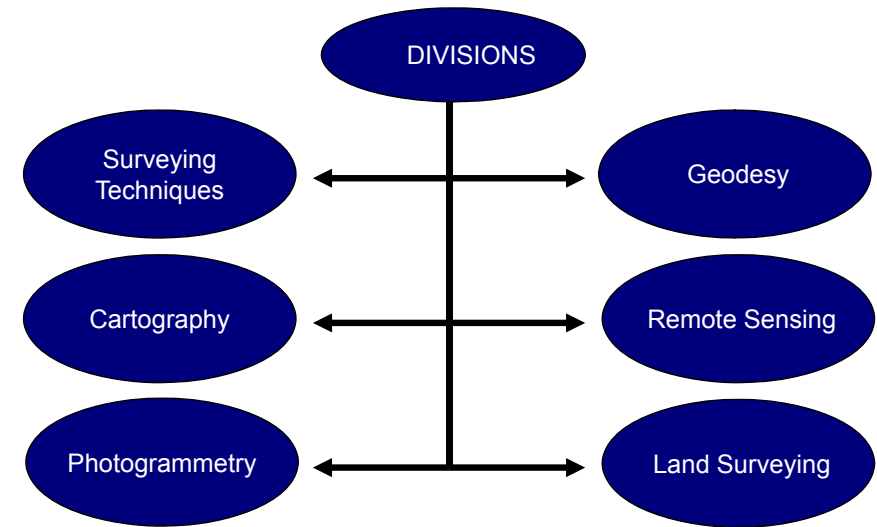 DIVISIONS
Surveying
Techniques
Geodesy
Cartography
Remote Sensing
Photogrammetry
Land Surveying